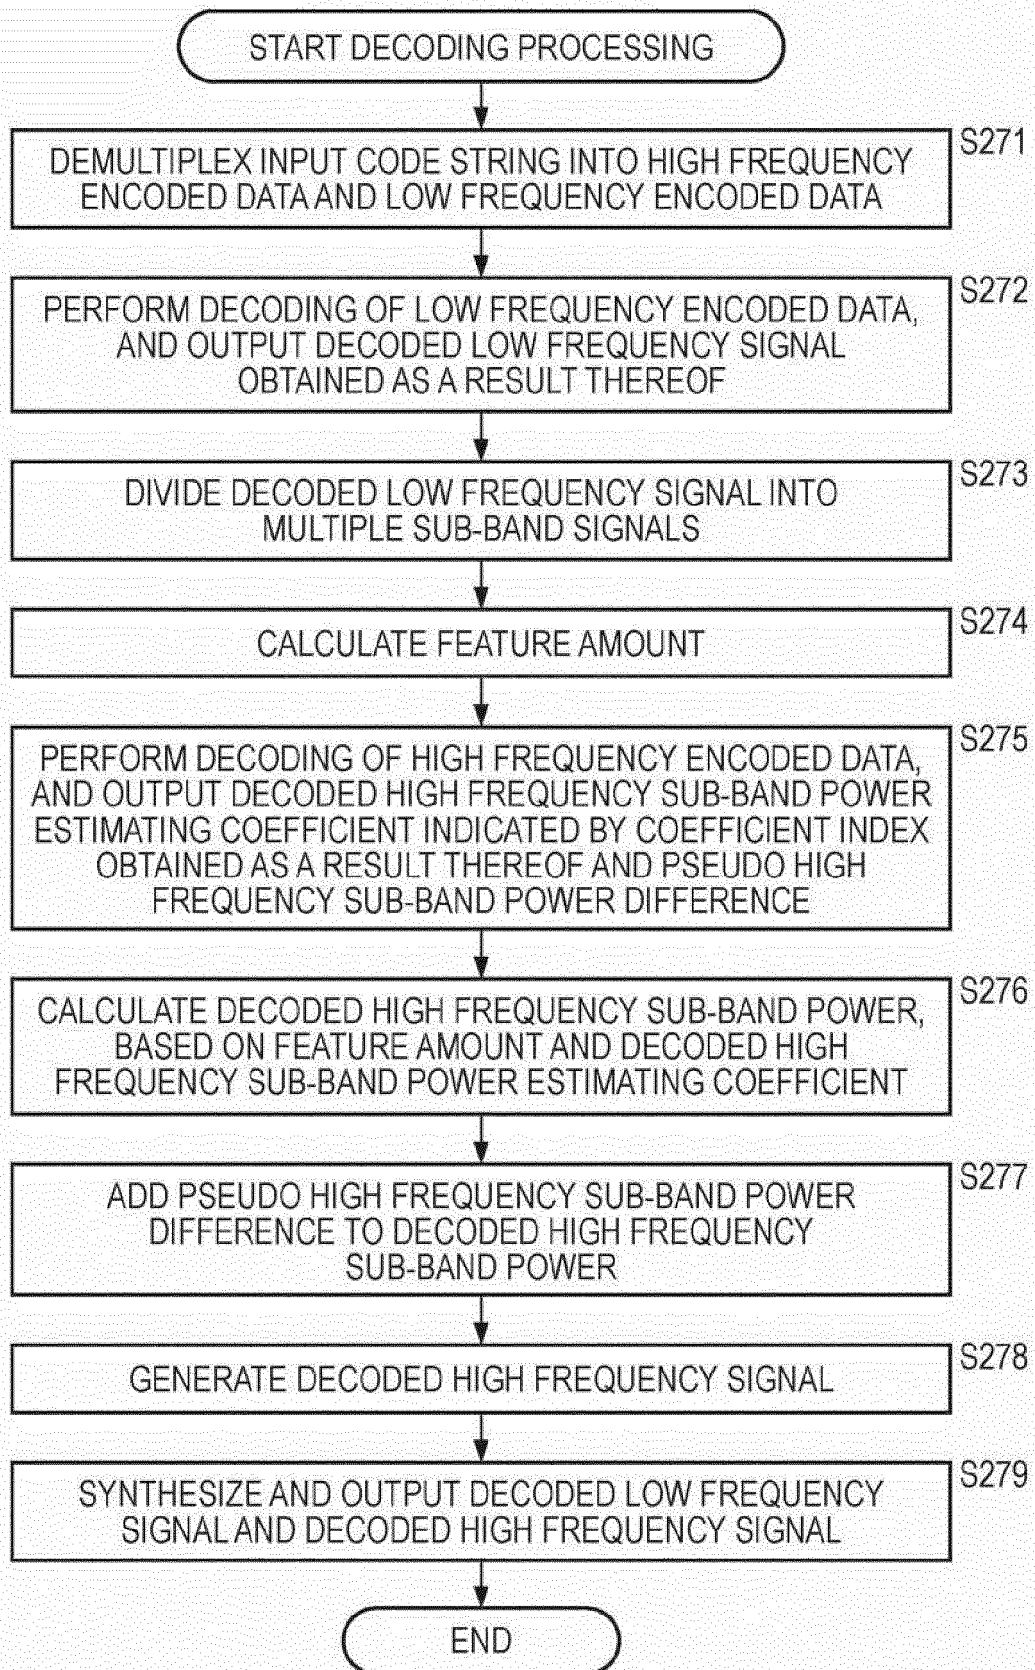 START DECODING PROCESSING
S271
DEMULTIPLEX INPUT CODE STRING INTO HIGH FREQUENCY
ENCODED DATA AND LOW FREQUENCY ENCODED DATA
S272
PERFORM DECODING OF LOW FREQUENCY ENCODED DATA,
AND OUTPUT DECODED LOW FREQUENCY SIGNAL
OBTAINED AS A RESULT THEREOF
S273
DIVIDE DECODED LOW FREQUENCY SIGNAL INTO
MULTIPLE SUB-BAND SIGNALS
S274
CALCULATE FEATURE AMOUNT
S275
PERFORM DECODING OF HIGH FREQUENCY ENCODED DATA,
AND OUTPUT DECODED HIGH FREQUENCY SUB-BAND POWER
ESTIMATING COEFFICIENT INDICATED BY COEFFICIENT INDEX
OBTAINED AS A RESULT THEREOF AND PSEUDO HIGH
FREQUENCY SUB-BAND POWER DIFFERENCE
S276
CALCULATE DECODED HIGH FREQUENCY SUB-BAND POWER,
BASED ON FEATURE AMOUNT AND DECODED HIGH
FREQUENCY SUB-BAND POWER ESTIMATING COEFFICIENT
S277
ADD PSEUDO HIGH FREQUENCY SUB-BAND POWER
DIFFERENCE TO DECODED HIGH FREQUENCY
SUB-BAND POWER
S278
GENERATE DECODED HIGH FREQUENCY SIGNAL
S279
SYNTHESIZE AND OUTPUT DECODED LOW FREQUENCY
SIGNAL AND DECODED HIGH FREQUENCY SIGNAL
END